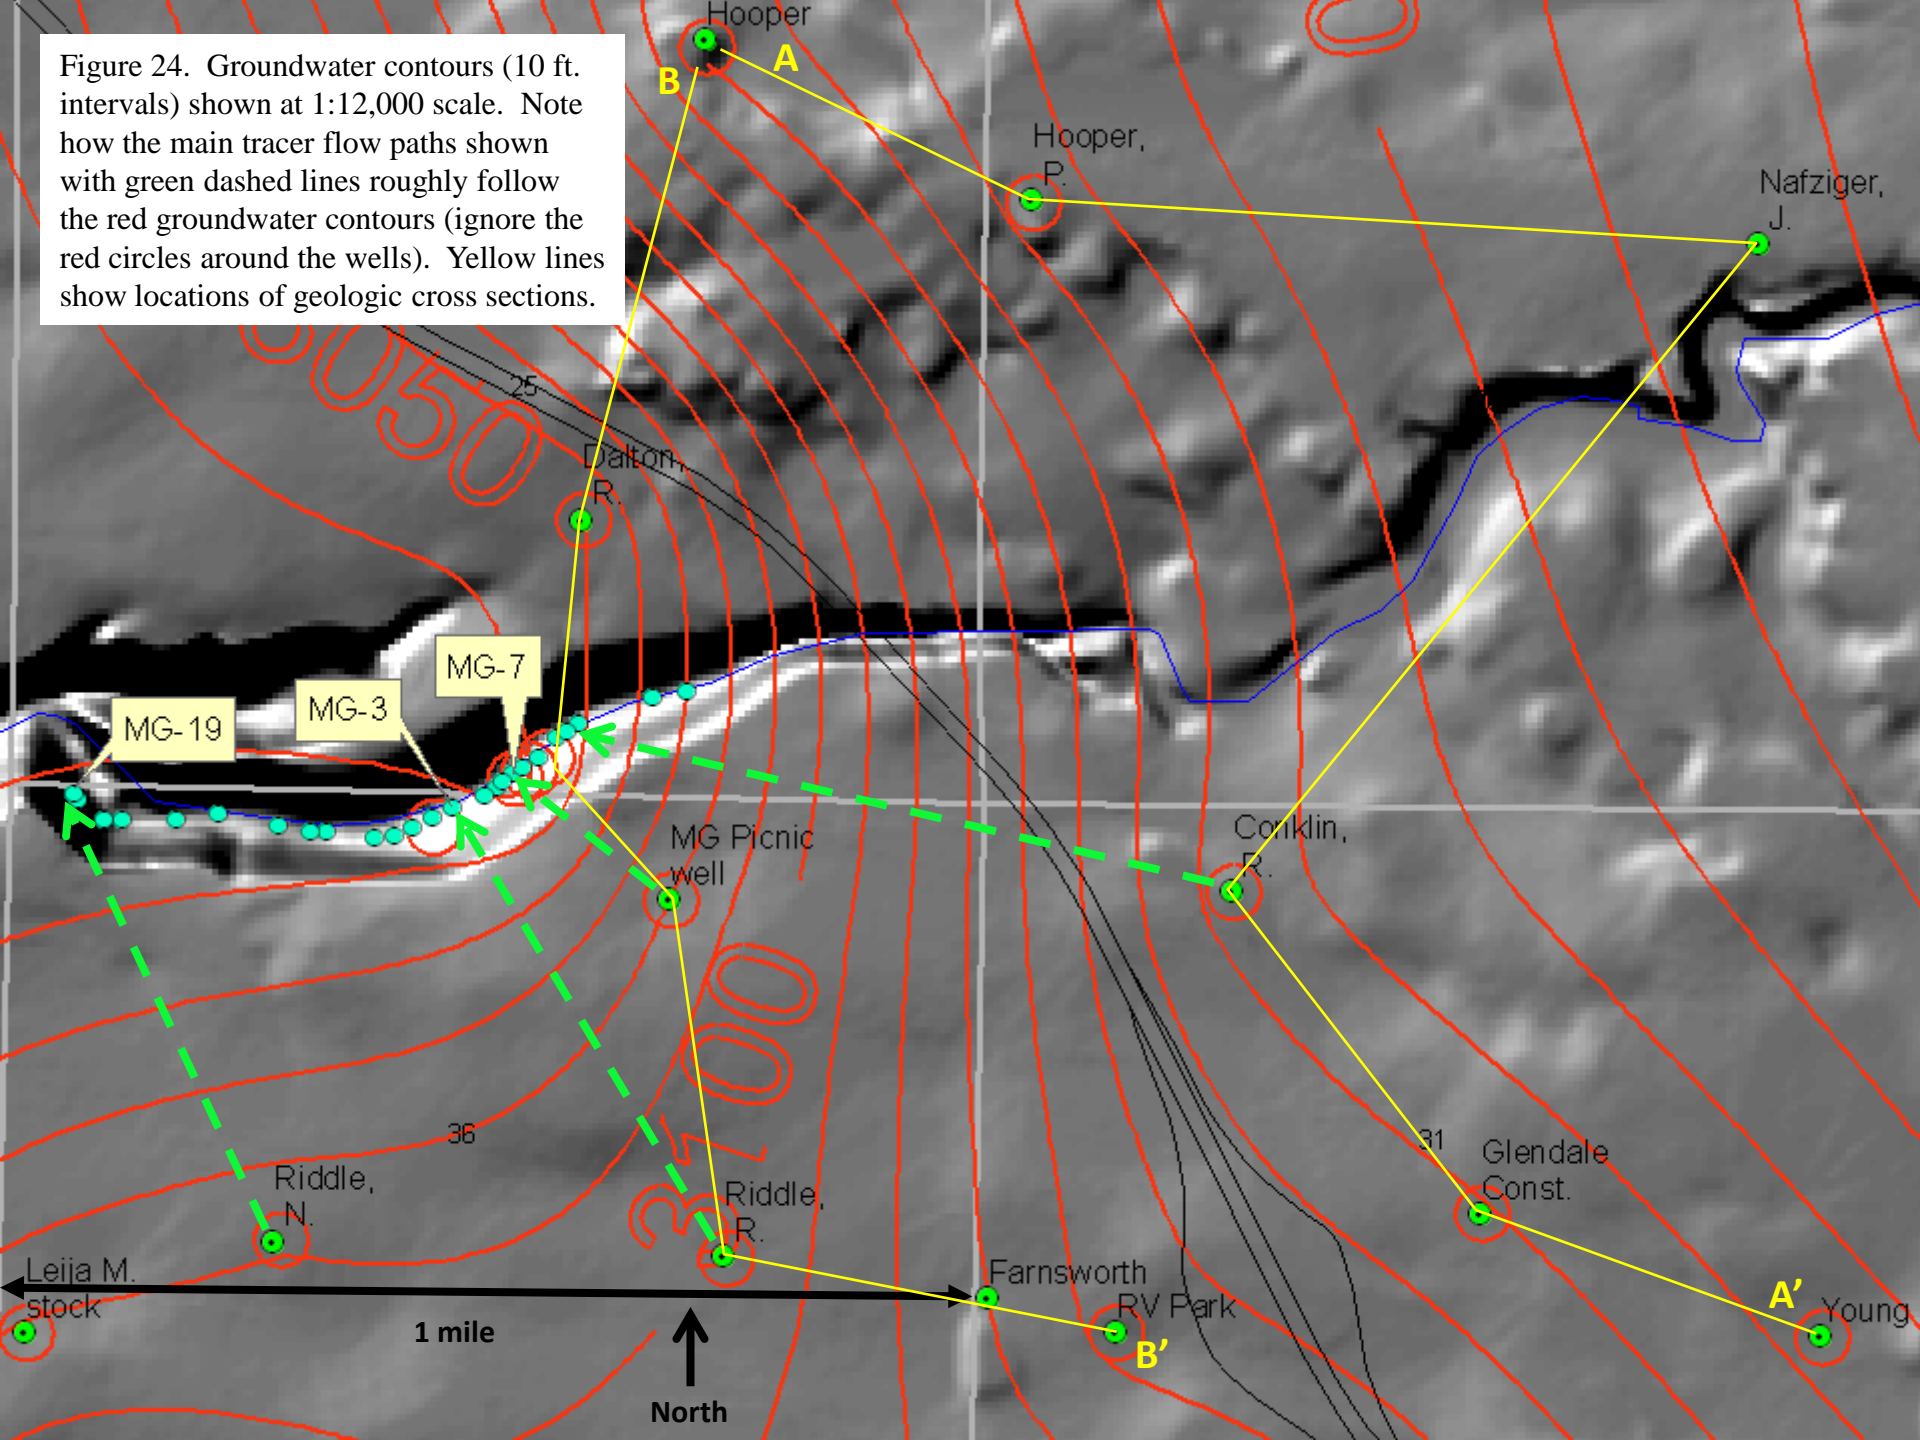 Figure 24. Groundwater contours (10 ft.
intervals) shown at 1:12,000 scale. Note
how the main tracer flow paths shown
with green dashed lines roughly follow
the red groundwater contours (ignore the
red circles around the wells). Yellow lines
show locations of geologic cross sections.
Hooper
A
B
Hooper,
P.
Nafziger,
J.
25
3050
Dalton,
R.
MG-7
MG-3
MG-19
MG Picnic
well
Conklin,
R.
3100
36
31
Glendale
Const.
Riddle,
N.
Riddle,
R.
Leija M.
stock
Farnsworth
RV Park
A’
Young
B’
1 mile
North